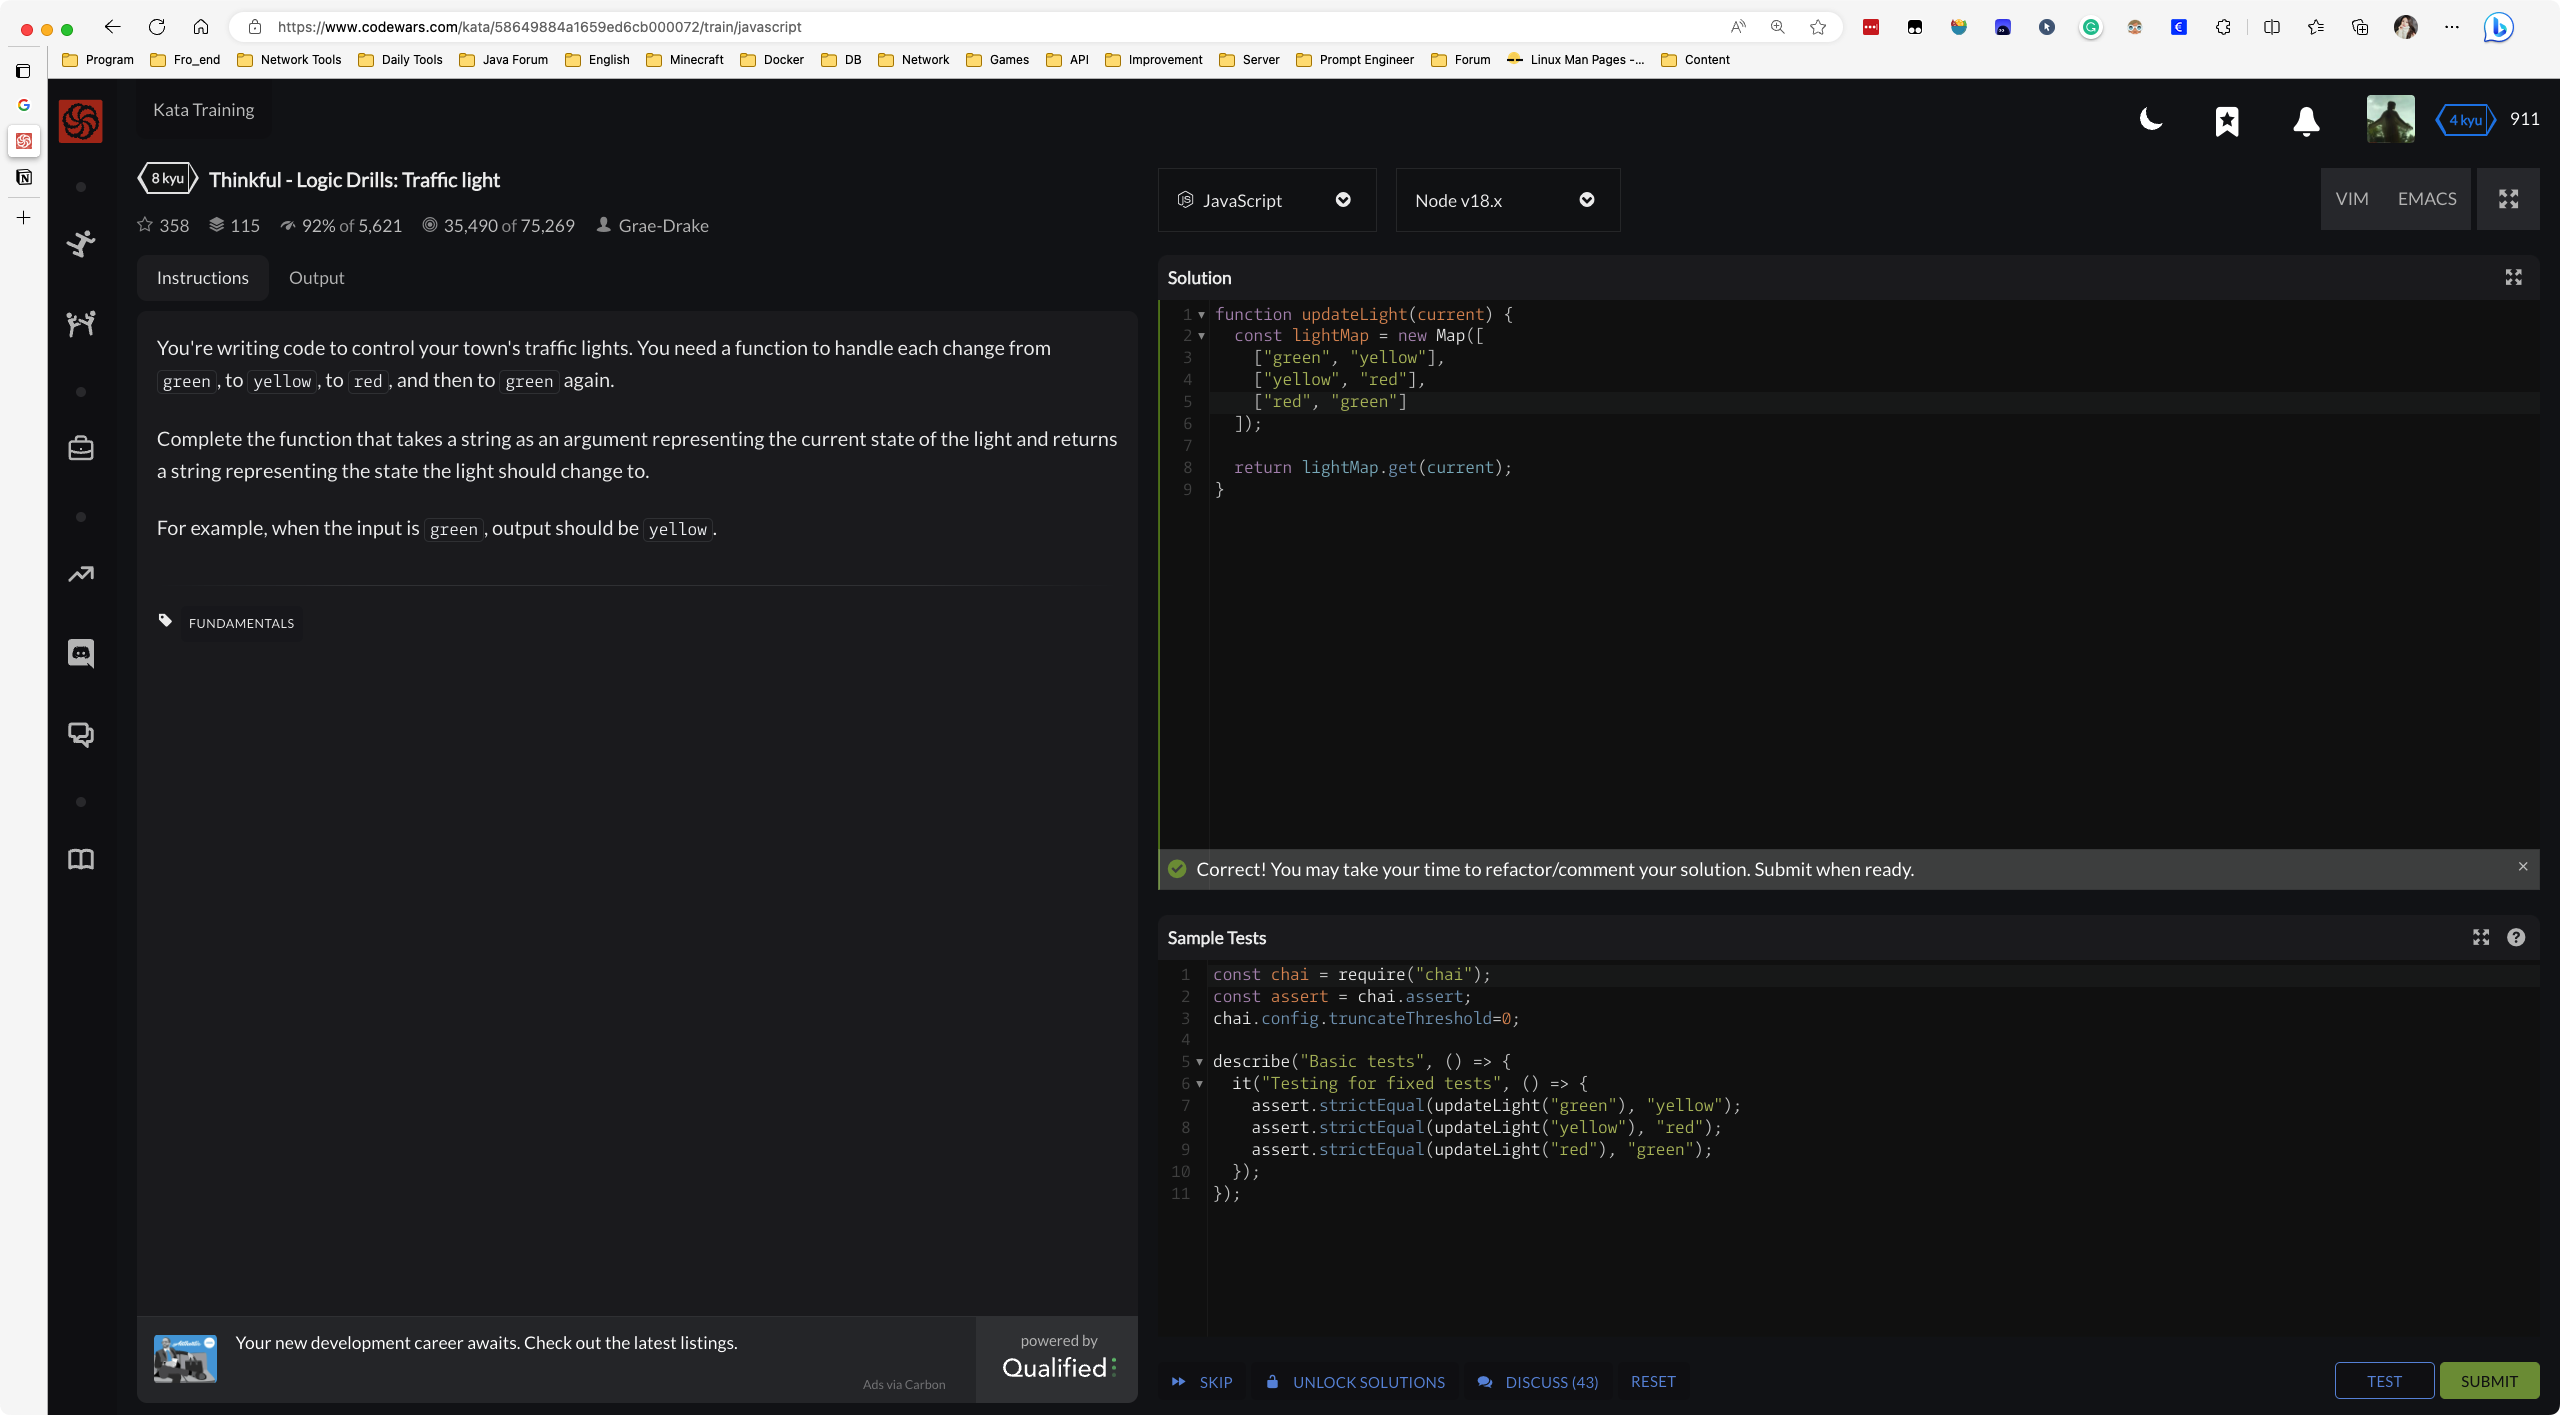 https://www.codewars.com/kata/58649884a1659ed6cb000072/train/javascript
Program Fro_end Network Tools Daily Tools Java Forum English Minecraft Docker DB Network Games API Improvement Server Prompt Engineer Forum Linux Man Pages -... Content
Kata Training
4 kyu 911
8 kyu Thinkful - Logic Drills: Traffic light
358 115 92% of 5,621 35,490 of 75,269 Grae-Drake
JavaScript
Node v18.x
VIM EMACS
Instructions Output
You're writing code to control your town's traffic lights. You need a function to handle each change from
green, to yellow, to red, and then to green again.
Complete the function that takes a string as an argument representing the current state of the light and returns
a string representing the state the light should change to.
For example, when the input is green, output should be yellow.
FUNDAMENTALS
Your new development career awaits. Check out the latest listings.
Ads via Carbon
powered by
Qualified
Solution
1 function updateLight(current) {
2   const lightMap = new Map([
3     ["green", "yellow"],
4     ["yellow", "red"],
5     ["red", "green"]
6   ]);
7
8   return lightMap.get(current);
9 }
Correct! You may take your time to refactor/comment your solution. Submit when ready.
Sample Tests
1 const chai = require("chai");
2 const assert = chai.assert;
3 chai.config.truncateThreshold=0;
4
5 describe("Basic tests", () => {
6   it("Testing for fixed tests", () => {
7     assert.strictEqual(updateLight("green"), "yellow");
8     assert.strictEqual(updateLight("yellow"), "red");
9     assert.strictEqual(updateLight("red"), "green");
10   });
11 });
SKIP UNLOCK SOLUTIONS DISCUSS (43) RESET
TEST SUBMIT